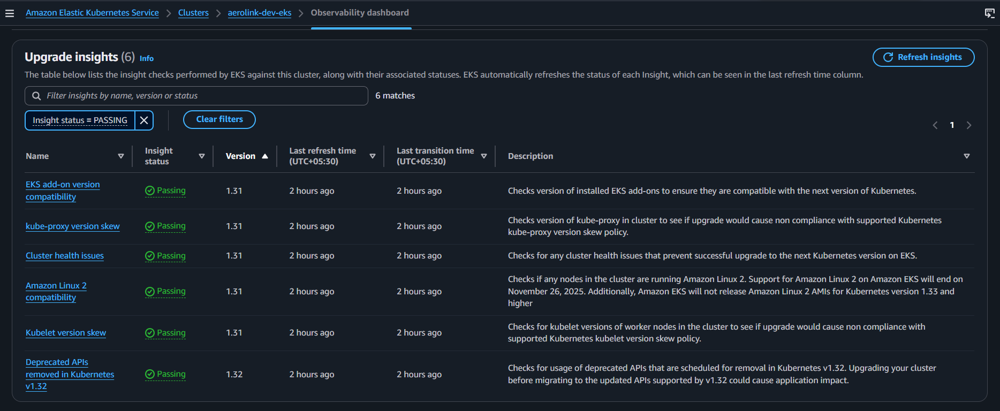 Amazon Elastic Kubernetes Service > Clusters > aerolink-dev-eks > Observability dashboard
Upgrade insights (6) Info
Refresh insights
The table below lists the insight checks performed by EKS against this cluster, along with their associated statuses. EKS automatically refreshes the status of each Insight, which can be seen in the last refresh time column.
Filter insights by name, version or status
6 matches
Insight status = PASSING
Clear filters
1
Name
Insight
status
Version
Last refresh time
(UTC+05:30)
Last transition time
(UTC+05:30)
Description
EKS add-on version
compatibility
Passing
1.31
2 hours ago
2 hours ago
Checks version of installed EKS add-ons to ensure they are compatible with the next version of Kubernetes.
kube-proxy version skew
Passing
1.31
2 hours ago
2 hours ago
Checks version of kube-proxy in cluster to see if upgrade would cause non compliance with supported Kubernetes
kube-proxy version skew policy.
Cluster health issues
Passing
1.31
2 hours ago
2 hours ago
Checks for any cluster health issues that prevent successful upgrade to the next Kubernetes version on EKS.
Amazon Linux 2
compatibility
Passing
1.31
2 hours ago
2 hours ago
Checks if any nodes in the cluster are running Amazon Linux 2. Support for Amazon Linux 2 on Amazon EKS will end on
November 26, 2025. Additionally, Amazon EKS will not release Amazon Linux 2 AMIs for Kubernetes version 1.33 and
higher
Kubelet version skew
Passing
1.31
2 hours ago
2 hours ago
Checks for kubelet versions of worker nodes in the cluster to see if upgrade would cause non compliance with
supported Kubernetes kubelet version skew policy.
Deprecated APIs
removed in Kubernetes
v1.32
Passing
1.32
2 hours ago
2 hours ago
Checks for usage of deprecated APIs that are scheduled for removal in Kubernetes v1.32. Upgrading your cluster
before migrating to the updated APIs supported by v1.32 could cause application impact.